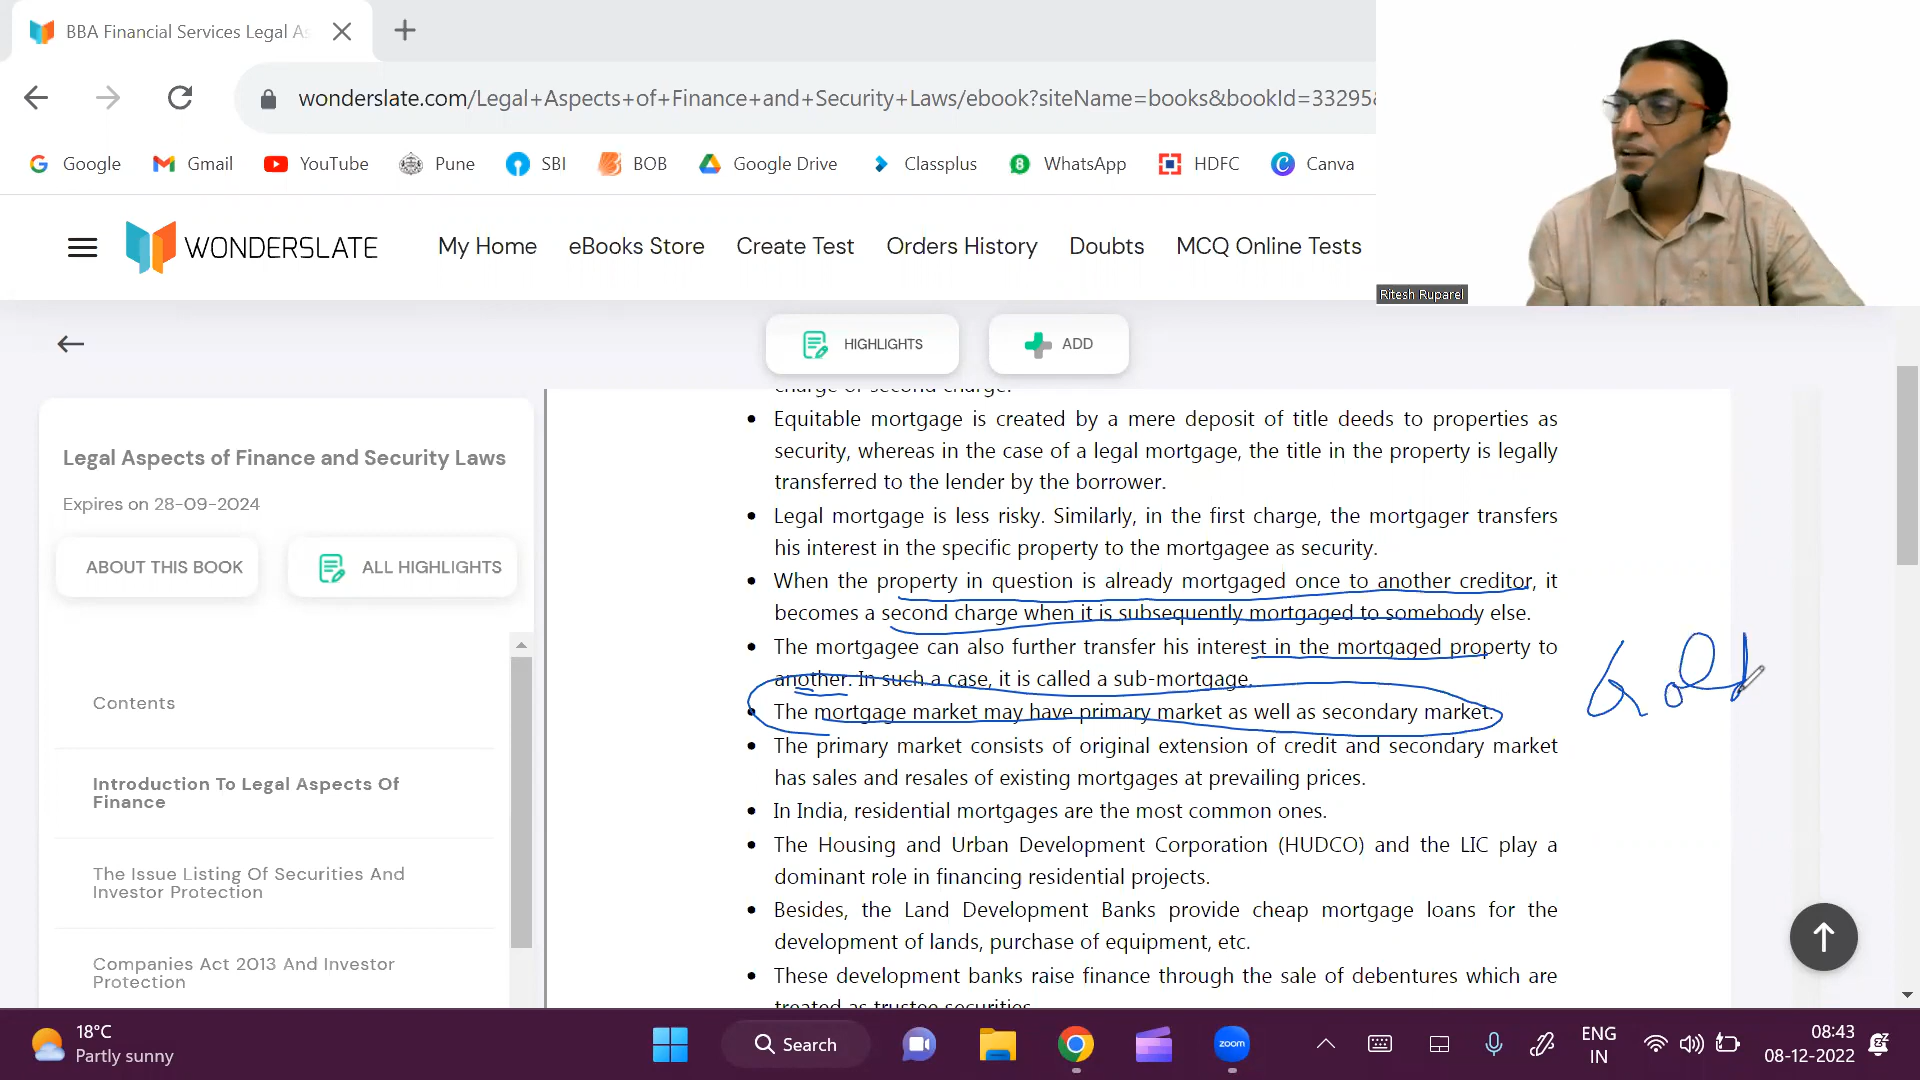 BBA Financial Services Legal As
wonderslate.com/Legal+Aspects+of+Finance+and+Security+Laws/ebook?siteName=books&bookId=33295
Google Gmail YouTube Pune SBI BOB Google Drive Classplus 8 WhatsApp HDFC C Canva
WONDERSLATE My Home eBooks Store Create Test Orders History Doubts MCQ Online Tests
Ritesh Ruparel
HIGHLIGHTS ADD
Legal Aspects of Finance and Security Laws
Expires on 28-09-2024
ABOUT THIS BOOK ALL HIGHLIGHTS
Contents
Introduction To Legal Aspects Of
Finance
The Issue Listing Of Securities And
Investor Protection
Companies Act 2013 And Investor
Protection
charge or second charge.
• Equitable mortgage is created by a mere deposit of title deeds to properties as
security, whereas in the case of a legal mortgage, the title in the property is legally
transferred to the lender by the borrower.
• Legal mortgage is less risky. Similarly, in the first charge, the mortgager transfers
his interest in the specific property to the mortgagee as security.
• When the property in question is already mortgaged once to another creditor, it
becomes a second charge when it is subsequently mortgaged to somebody else.
• The mortgagee can also further transfer his interest in the mortgaged property to
another. In such a case, it is called a sub-mortgage.
• The mortgage market may have primary market as well as secondary market.
• The primary market consists of original extension of credit and secondary market
has sales and resales of existing mortgages at prevailing prices.
• In India, residential mortgages are the most common ones.
• The Housing and Urban Development Corporation (HUDCO) and the LIC play a
dominant role in financing residential projects.
• Besides, the Land Development Banks provide cheap mortgage loans for the
development of lands, purchase of equipment, etc.
• These development banks raise finance through the sale of debentures which are
treated as trustee securities.
18°C
Partly sunny
Search
zoom
ENG
IN
08:43
08-12-2022